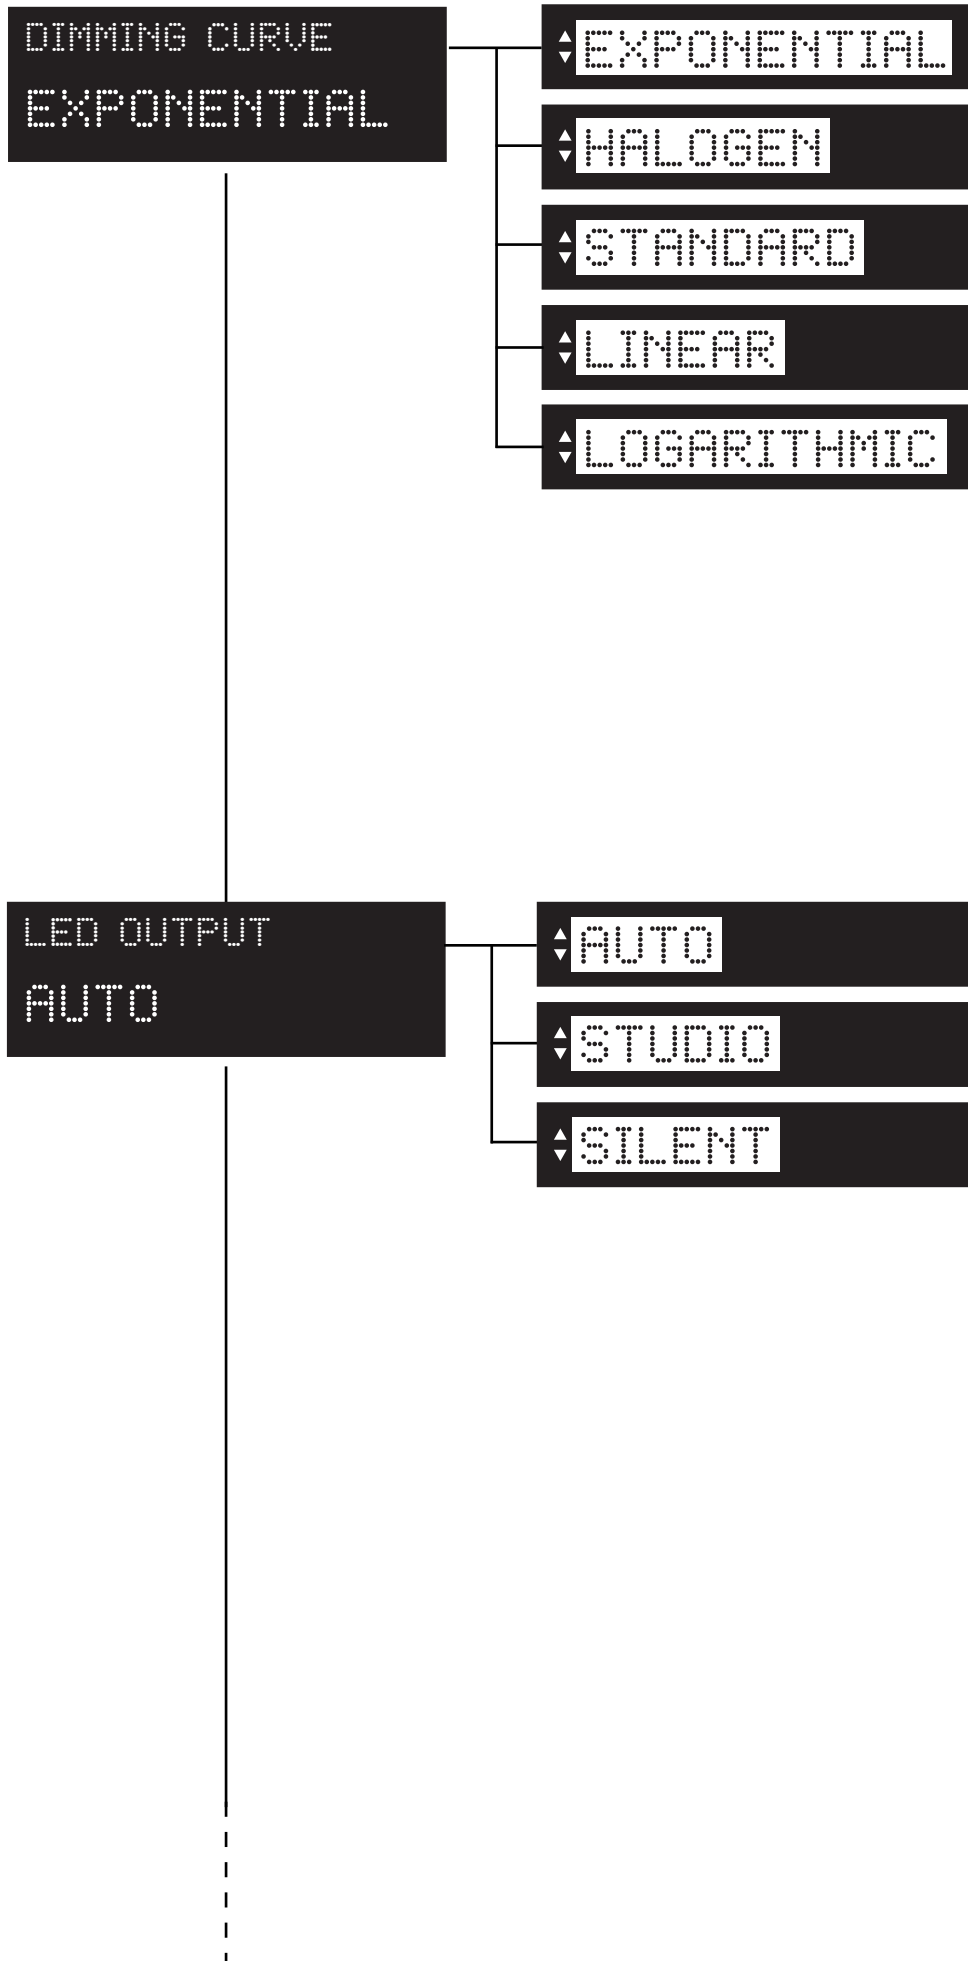 DIMMING CURVE
EXPONENTIAL
EXPONENTIAL
HALOGEN
STANDARD
LINEAR
LOGARITHMIC
LED OUTPUT
AUTO
AUTO
STUDIO
SILENT